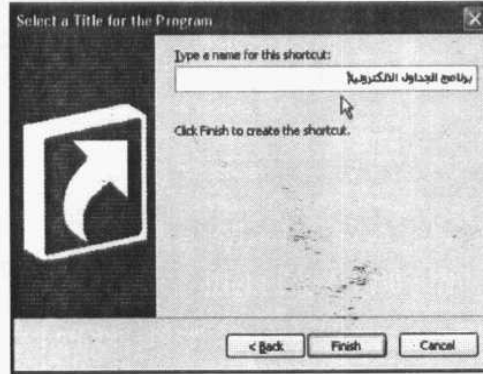 Select a Title for the Program
Type a name for this shortcut:
برنامج الجداول الالكترونية
Click Finish to create the shortcut.
< Back
Finish
Cancel